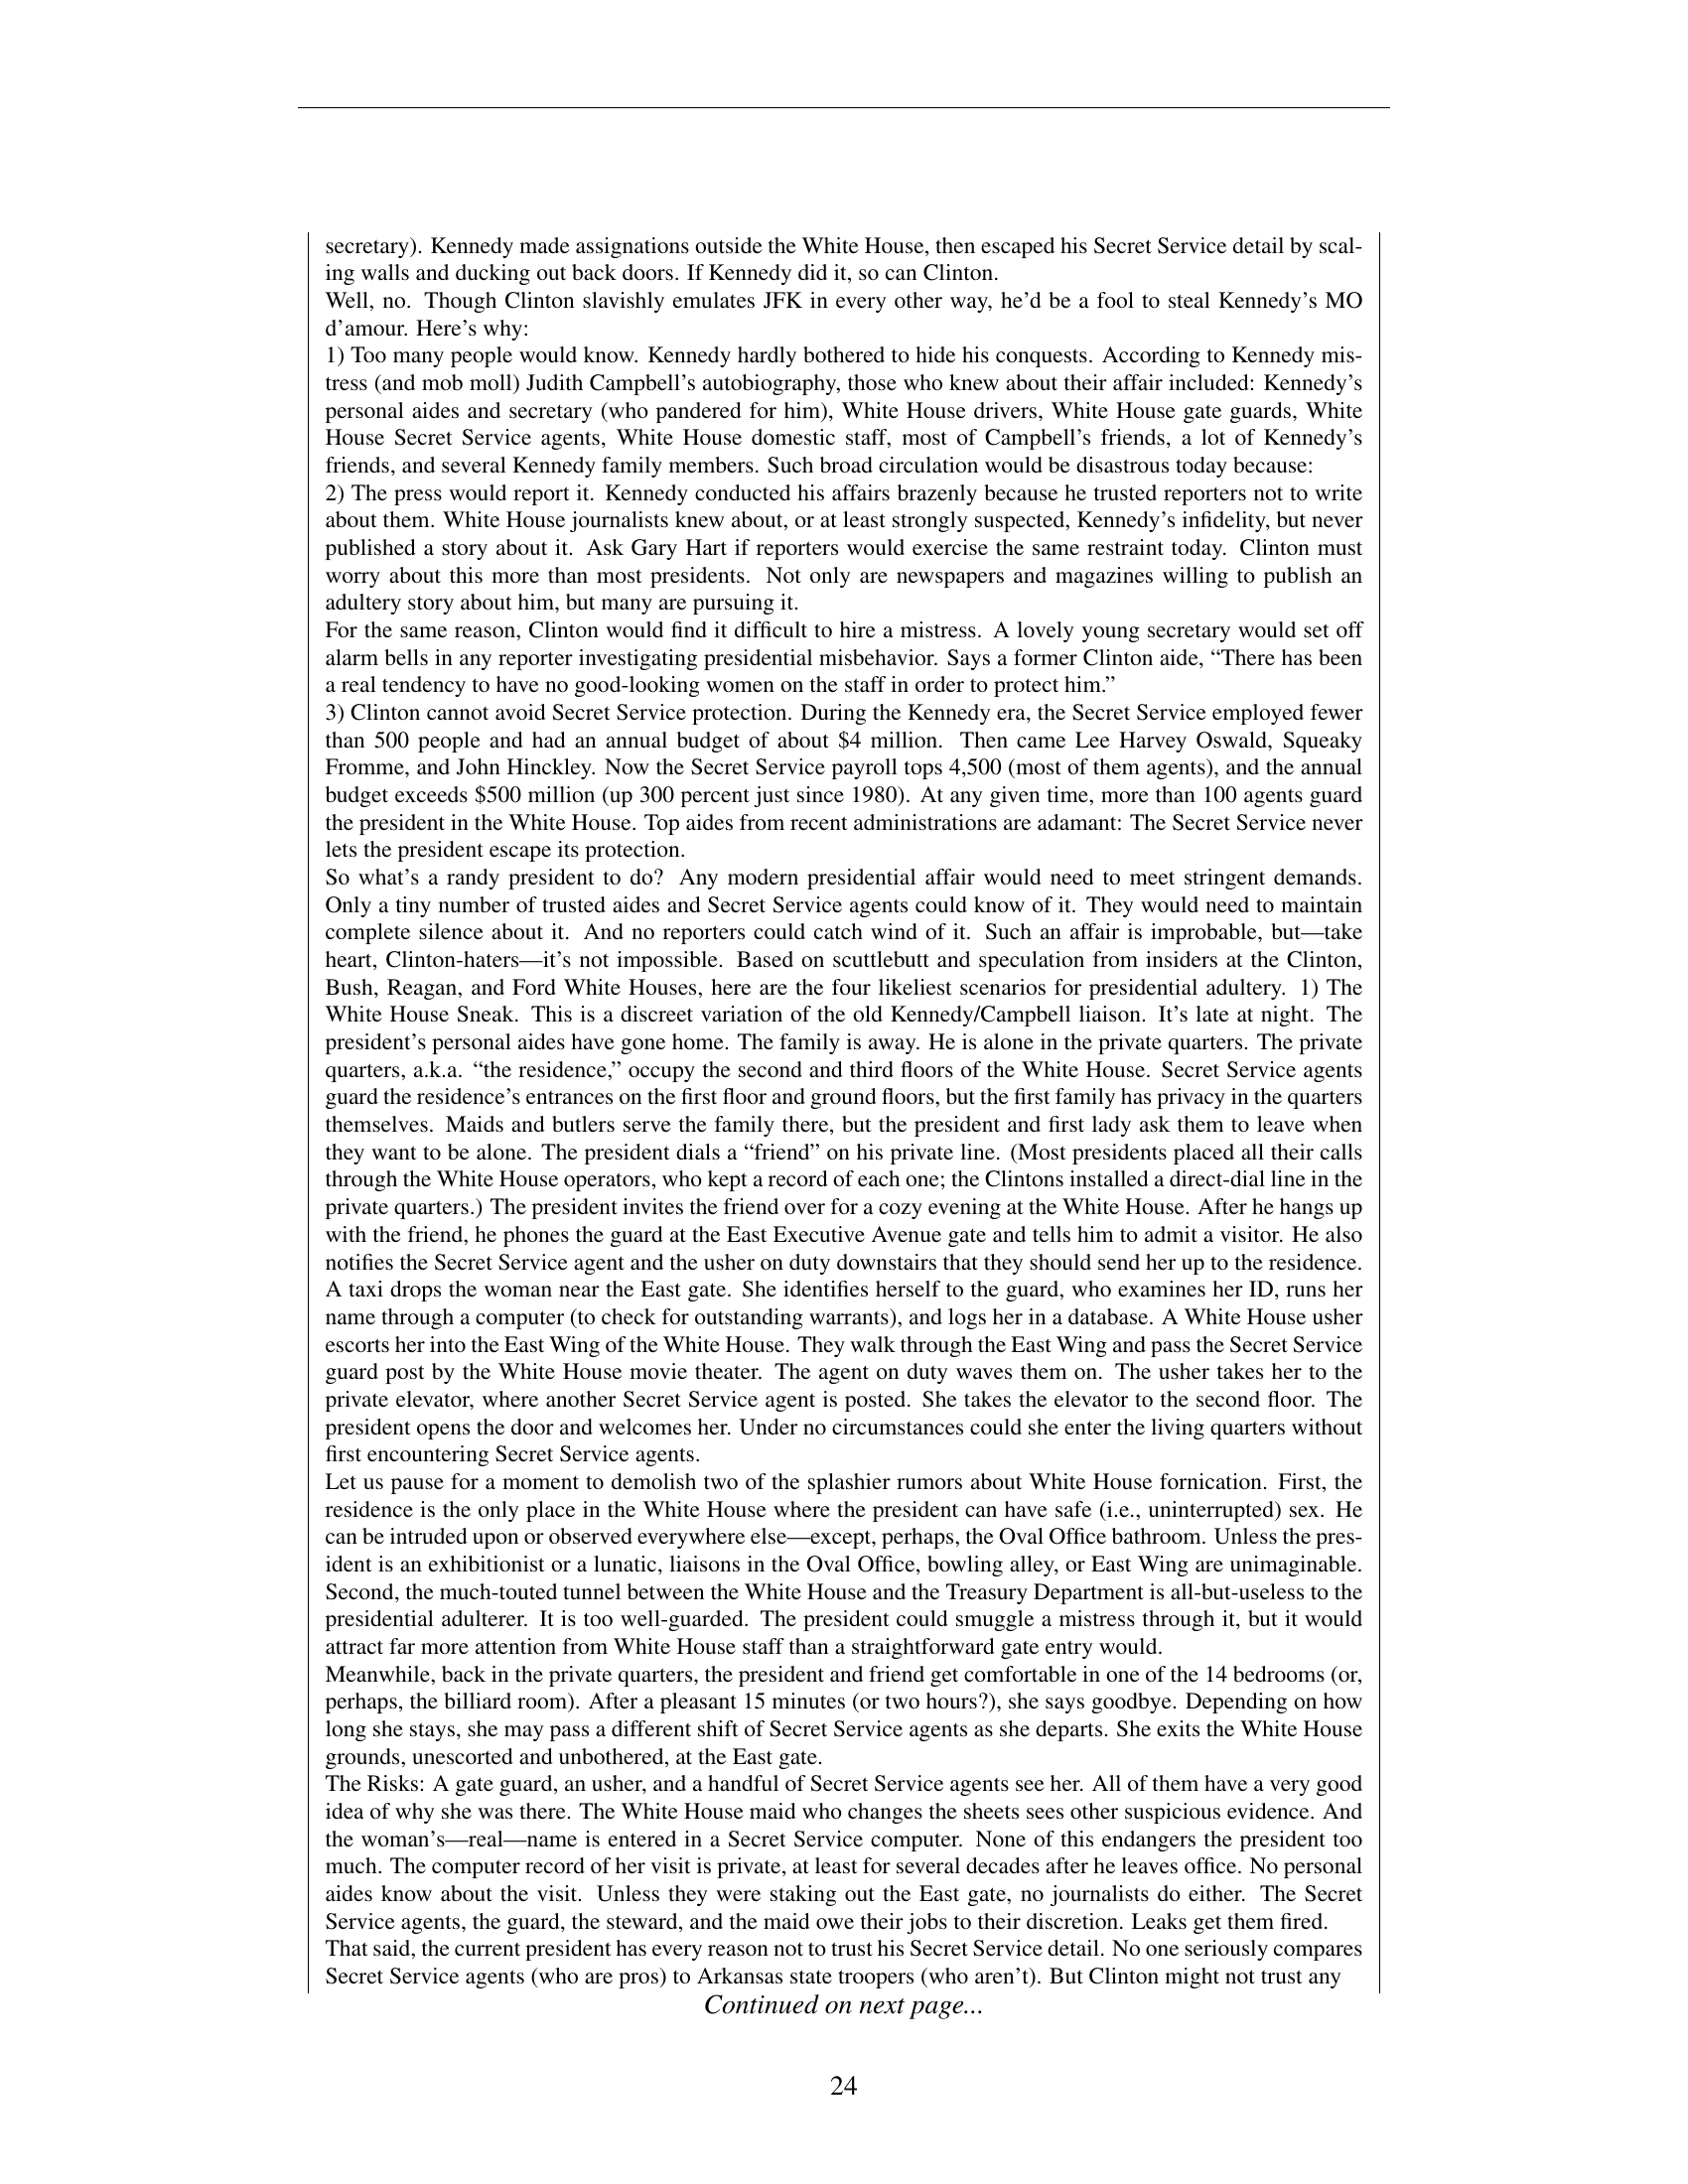 secretary). Kennedy made assignations outside the White House, then escaped his Secret Service detail by scal-
ing walls and ducking out back doors. If Kennedy did it, so can Clinton.
Well, no. Though Clinton slavishly emulates JFK in every other way, he'd be a fool to steal Kennedy's MO
d'amour. Here's why:
1) Too many people would know. Kennedy hardly bothered to hide his conquests. According to Kennedy mis-
tress (and mob moll) Judith Campbell's autobiography, those who knew about their affair included: Kennedy's
personal aides and secretary (who pandered for him), White House drivers, White House gate guards, White
House Secret Service agents, White House domestic staff, most of Campbell's friends, a lot of Kennedy's
friends, and several Kennedy family members. Such broad circulation would be disastrous today because:
2) The press would report it. Kennedy conducted his affairs brazenly because he trusted reporters not to write
about them. White House journalists knew about, or at least strongly suspected, Kennedy's infidelity, but never
published a story about it. Ask Gary Hart if reporters would exercise the same restraint today. Clinton must
worry about this more than most presidents. Not only are newspapers and magazines willing to publish an
adultery story about him, but many are pursuing it.
For the same reason, Clinton would find it difficult to hire a mistress. A lovely young secretary would set off
alarm bells in any reporter investigating presidential misbehavior. Says a former Clinton aide, “There has been
a real tendency to have no good-looking women on the staff in order to protect him.”
3) Clinton cannot avoid Secret Service protection. During the Kennedy era, the Secret Service employed fewer
than 500 people and had an annual budget of about $4 million. Then came Lee Harvey Oswald, Squeaky
Fromme, and John Hinckley. Now the Secret Service payroll tops 4,500 (most of them agents), and the annual
budget exceeds $500 million (up 300 percent just since 1980). At any given time, more than 100 agents guard
the president in the White House. Top aides from recent administrations are adamant: The Secret Service never
lets the president escape its protection.
So what's a randy president to do? Any modern presidential affair would need to meet stringent demands.
Only a tiny number of trusted aides and Secret Service agents could know of it. They would need to maintain
complete silence about it. And no reporters could catch wind of it. Such an affair is improbable, but—take
heart, Clinton-haters—it's not impossible. Based on scuttlebutt and speculation from insiders at the Clinton,
Bush, Reagan, and Ford White Houses, here are the four likeliest scenarios for presidential adultery. 1) The
White House Sneak. This is a discreet variation of the old Kennedy/Campbell liaison. It's late at night. The
president's personal aides have gone home. The family is away. He is alone in the private quarters. The private
quarters, a.k.a. “the residence,” occupy the second and third floors of the White House. Secret Service agents
guard the residence's entrances on the first floor and ground floors, but the first family has privacy in the quarters
themselves. Maids and butlers serve the family there, but the president and first lady ask them to leave when
they want to be alone. The president dials a “friend” on his private line. (Most presidents placed all their calls
through the White House operators, who kept a record of each one; the Clintons installed a direct-dial line in the
private quarters.) The president invites the friend over for a cozy evening at the White House. After he hangs up
with the friend, he phones the guard at the East Executive Avenue gate and tells him to admit a visitor. He also
notifies the Secret Service agent and the usher on duty downstairs that they should send her up to the residence.
A taxi drops the woman near the East gate. She identifies herself to the guard, who examines her ID, runs her
name through a computer (to check for outstanding warrants), and logs her in a database. A White House usher
escorts her into the East Wing of the White House. They walk through the East Wing and pass the Secret Service
guard post by the White House movie theater. The agent on duty waves them on. The usher takes her to the
private elevator, where another Secret Service agent is posted. She takes the elevator to the second floor. The
president opens the door and welcomes her. Under no circumstances could she enter the living quarters without
first encountering Secret Service agents.
Let us pause for a moment to demolish two of the splashier rumors about White House fornication. First, the
residence is the only place in the White House where the president can have safe (i.e., uninterrupted) sex. He
can be intruded upon or observed everywhere else—except, perhaps, the Oval Office bathroom. Unless the pres-
ident is an exhibitionist or a lunatic, liaisons in the Oval Office, bowling alley, or East Wing are unimaginable.
Second, the much-touted tunnel between the White House and the Treasury Department is all-but-useless to the
presidential adulterer. It is too well-guarded. The president could smuggle a mistress through it, but it would
attract far more attention from White House staff than a straightforward gate entry would.
Meanwhile, back in the private quarters, the president and friend get comfortable in one of the 14 bedrooms (or,
perhaps, the billiard room). After a pleasant 15 minutes (or two hours?), she says goodbye. Depending on how
long she stays, she may pass a different shift of Secret Service agents as she departs. She exits the White House
grounds, unescorted and unbothered, at the East gate.
The Risks: A gate guard, an usher, and a handful of Secret Service agents see her. All of them have a very good
idea of why she was there. The White House maid who changes the sheets sees other suspicious evidence. And
the woman's—real—name is entered in a Secret Service computer. None of this endangers the president too
much. The computer record of her visit is private, at least for several decades after he leaves office. No personal
aides know about the visit. Unless they were staking out the East gate, no journalists do either. The Secret
Service agents, the guard, the steward, and the maid owe their jobs to their discretion. Leaks get them fired.
That said, the current president has every reason not to trust his Secret Service detail. No one seriously compares
Secret Service agents (who are pros) to Arkansas state troopers (who aren't). But Clinton might not trust any
Continued on next page...
24